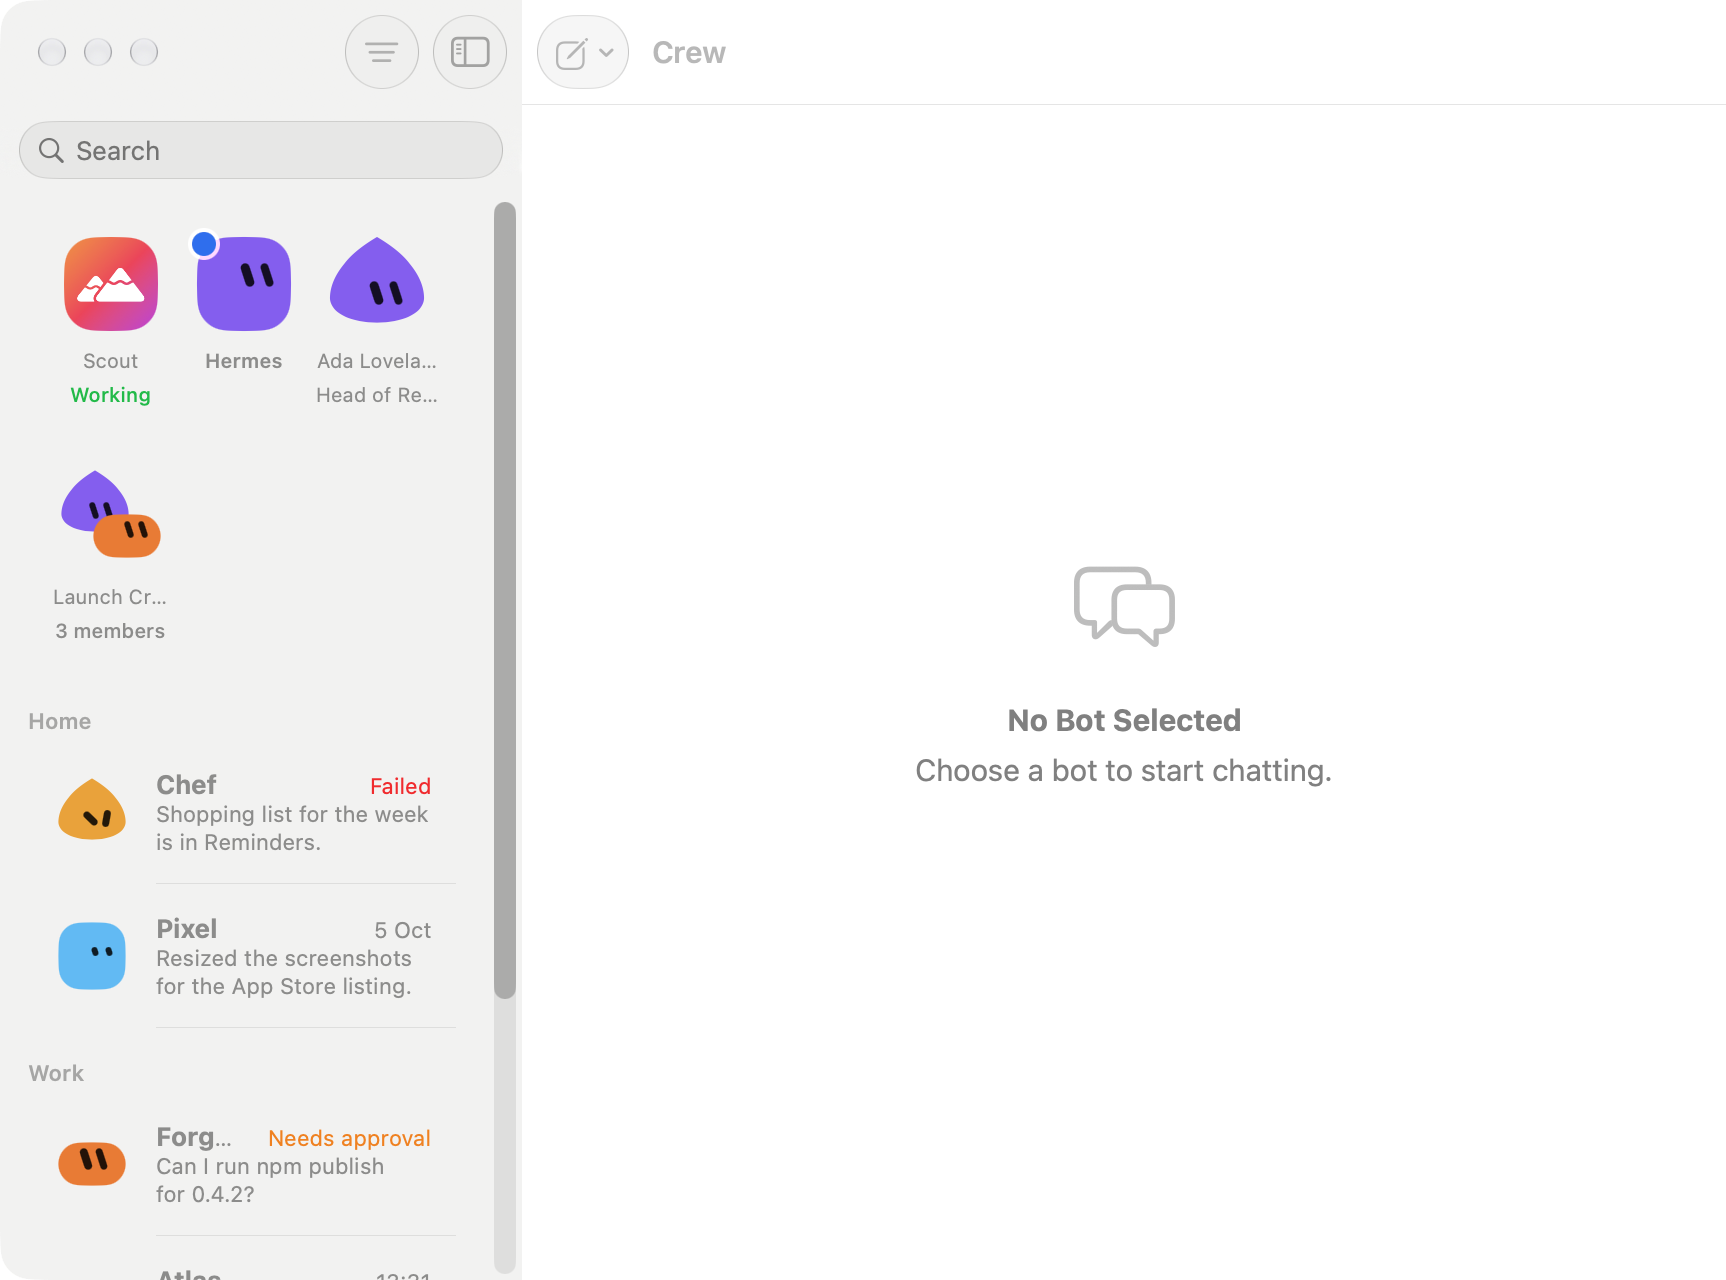 Crew
Search
Scout
Working
Hermes
Ada Lovela...
Head of Re...
Launch Cr...
3 members
Home
Chef
Failed
Shopping list for the week
is in Reminders.
Pixel
5 Oct
Resized the screenshots
for the App Store listing.
Work
Forg...
Needs approval
Can I run npm publish
for 0.4.2?
No Bot Selected
Choose a bot to start chatting.